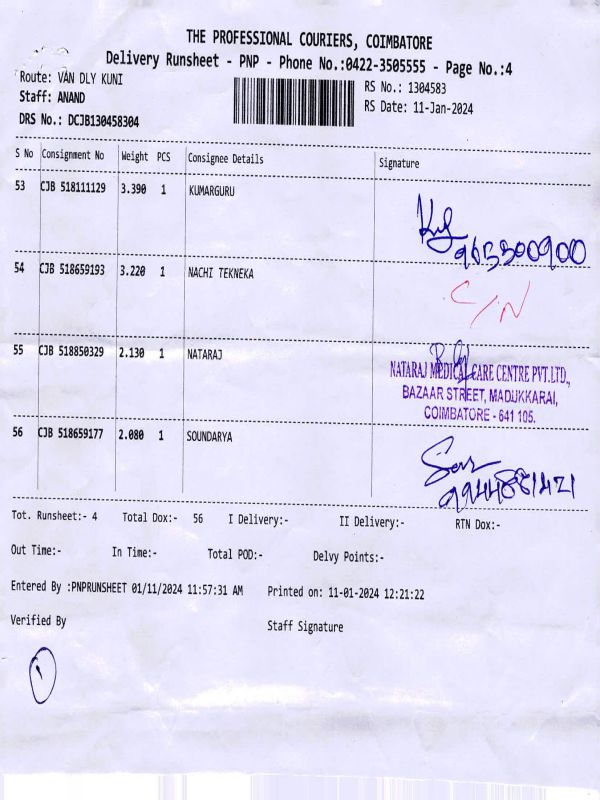 THE PROFESSIONAL COURIERS, COIMBATORE
Delivery Runsheet - PNP - Phone No.:0422-3505555 - Page No.:4
Route: VAN DLY KUNI
RS No.: 1304583
Staff: ANAND
RS Date: 11-Jan-2024
DRS No.: DCJB130458304
S No Consignment No Weight PCS Consignee Details Signature
53 CJB 518111129 3.390 1 KUMARGURU
54 CJB 518659193 3.220 1 NACHI TEKNEKA
C/N
55 CJB 518850329 2.130 1 NATARAJ
NATARAJ MEDICAL CARE CENTRE PVT.LTD.,
BAZAAR STREET, MADUKKARAI,
COIMBATORE - 641 105.
56 CJB 518659177 2.080 1 SOUNDARYA
Tot. Runsheet:- 4 Total Dox:- 56 I Delivery:- II Delivery:- RTN Dox:-
Out Time:- In Time:- Total POD:- Delvy Points:-
Entered By :PNPRUNSHEET 01/11/2024 11:57:31 AM Printed on: 11-01-2024 12:21:22
Verified By Staff Signature
1